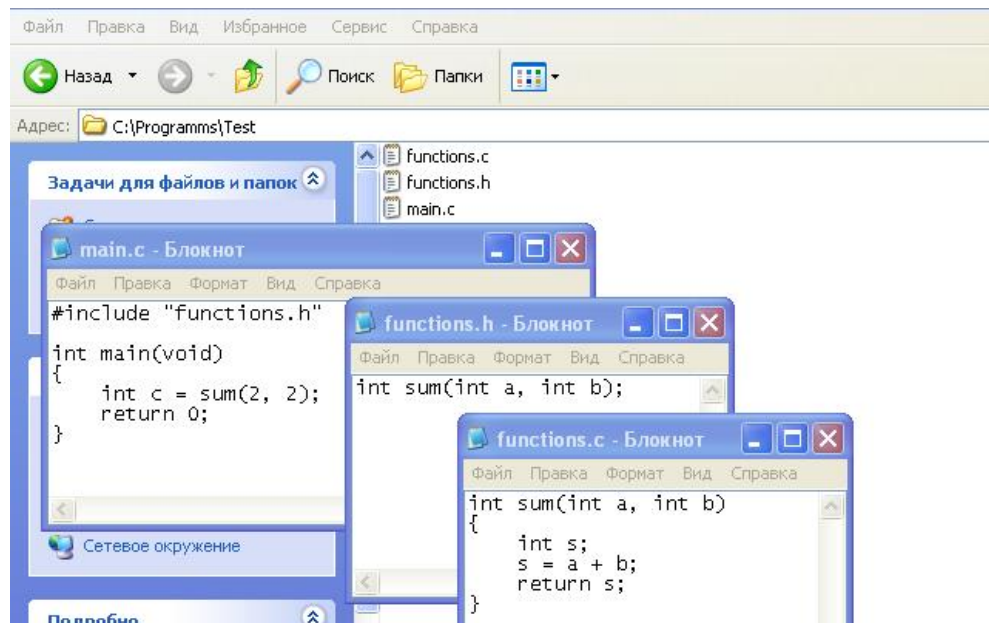 Файл Правка Вид Избранное Сервис Справка
Назад Поиск Папки
Адрес: C:\Programms\Test
Задачи для файлов и папок
functions.c
functions.h
main.c
main.c - Блокнот
Файл Правка Формат Вид Справка
#include "functions.h"
int main(void)
{
int c = sum(2, 2);
return 0;
}
functions.h - Блокнот
Файл Правка Формат Вид Справка
int sum(int a, int b);
functions.c - Блокнот
Файл Правка Формат Вид Справка
int sum(int a, int b)
{
int s;
s = a + b;
return s;
}
Сетевое окружение
Подробно